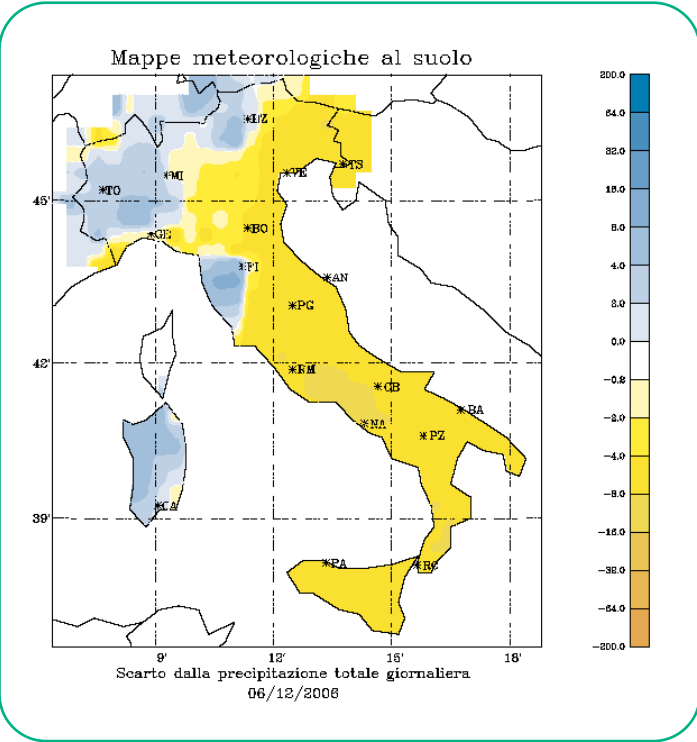 Mappe meteorologiche al suolo
200.0
64.0
32.0
16.0
8.0
4.0
2.0
0.0
-0.2
-2.0
-4.0
-8.0
-16.0
-32.0
-64.0
-200.0
BZ
TS
MI
VE
TO
45'
BO
GE
FI
AN
PG
42'
RM
CB
BA
NA
PZ
CA
39'
PA
RC
9' 12' 15' 18'
Scarto dalla precipitazione totale giornaliera
06/12/2006